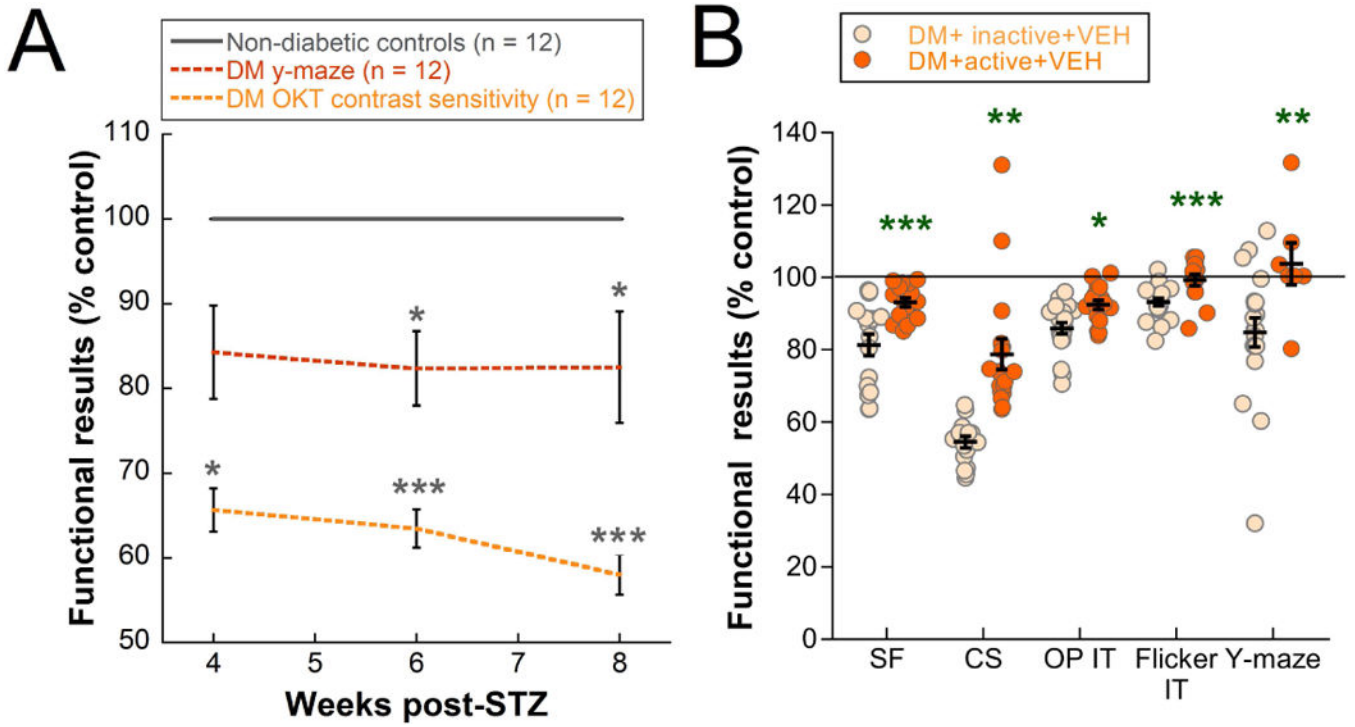 A
Non-diabetic controls (n = 12)
DM y-maze (n = 12)
DM OKT contrast sensitivity (n = 12)
Functional results (% control)
110
100
90
80
70
60
50
*
*
*
***
***
4
5
6
7
8
Weeks post-STZ
B
DM+ inactive+VEH
DM+active+VEH
Functional results (% control)
140
120
100
80
60
40
20
0
***
**
*
***
**
SF
CS
OP IT
Flicker IT
Y-maze